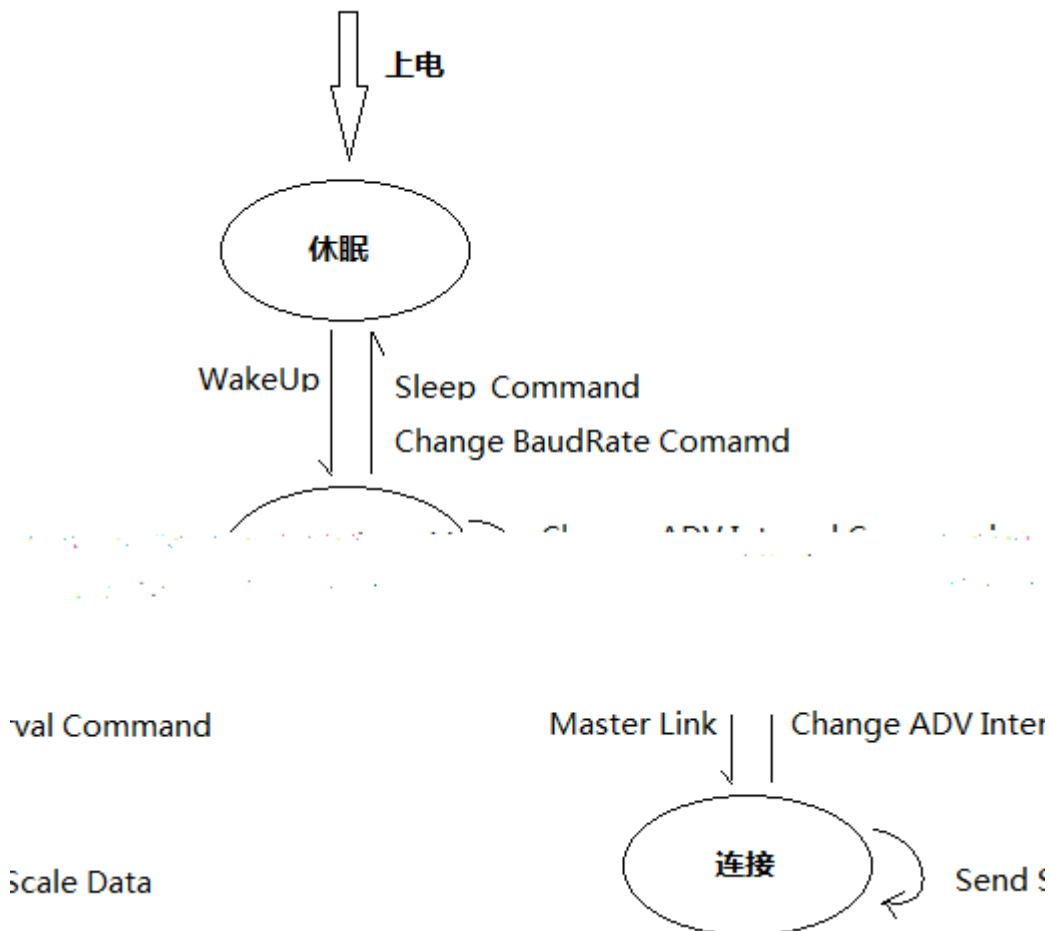 上电
休眠
WakeUp
Sleep Command
Change BaudRate Comamd
rval Command
Master Link
Change ADV Inter
连接
Scale Data
Send S